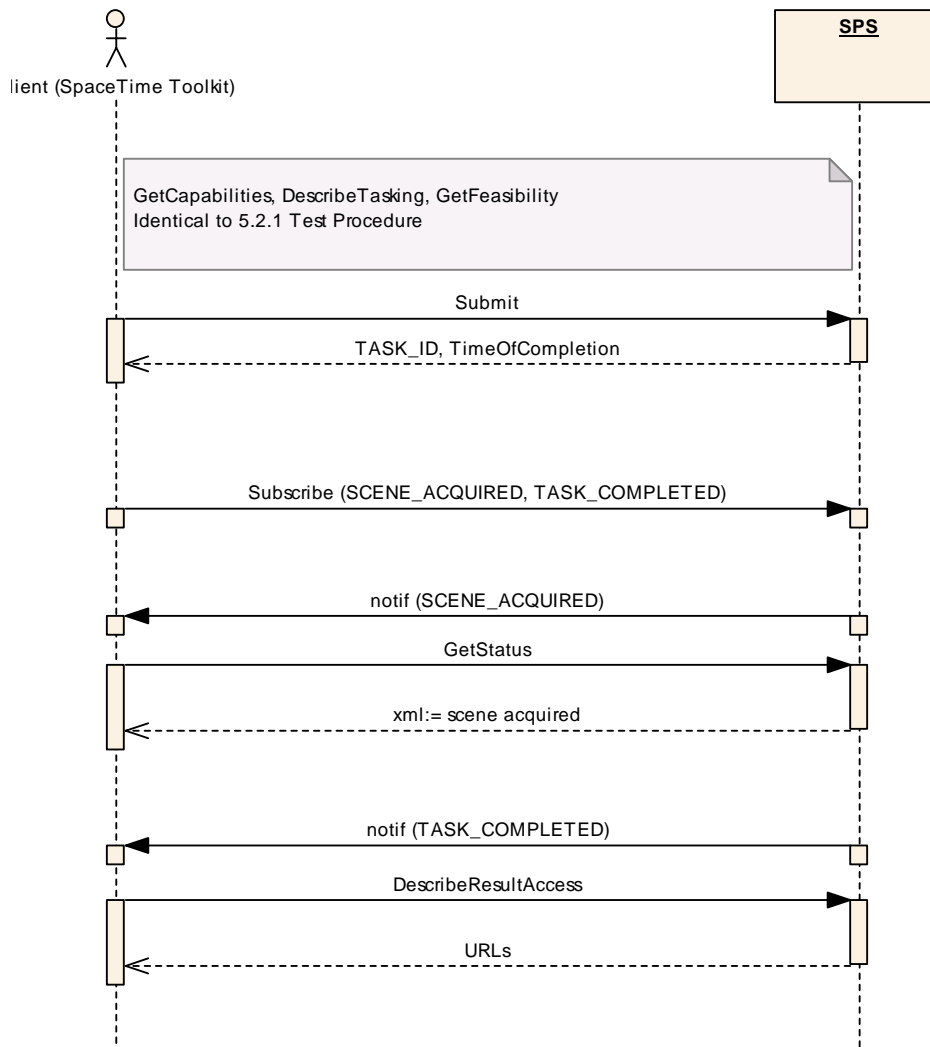 SPS
lient (SpaceTime Toolkit)
GetCapabilities, DescribeTasking, GetFeasibility
Identical to 5.2.1 Test Procedure
Submit
TASK_ID, TimeOfCompletion
Subscribe (SCENE_ACQUIRED, TASK_COMPLETED)
notif (SCENE_ACQUIRED)
GetStatus
xml:= scene acquired
notif (TASK_COMPLETED)
DescribeResultAccess
URLs